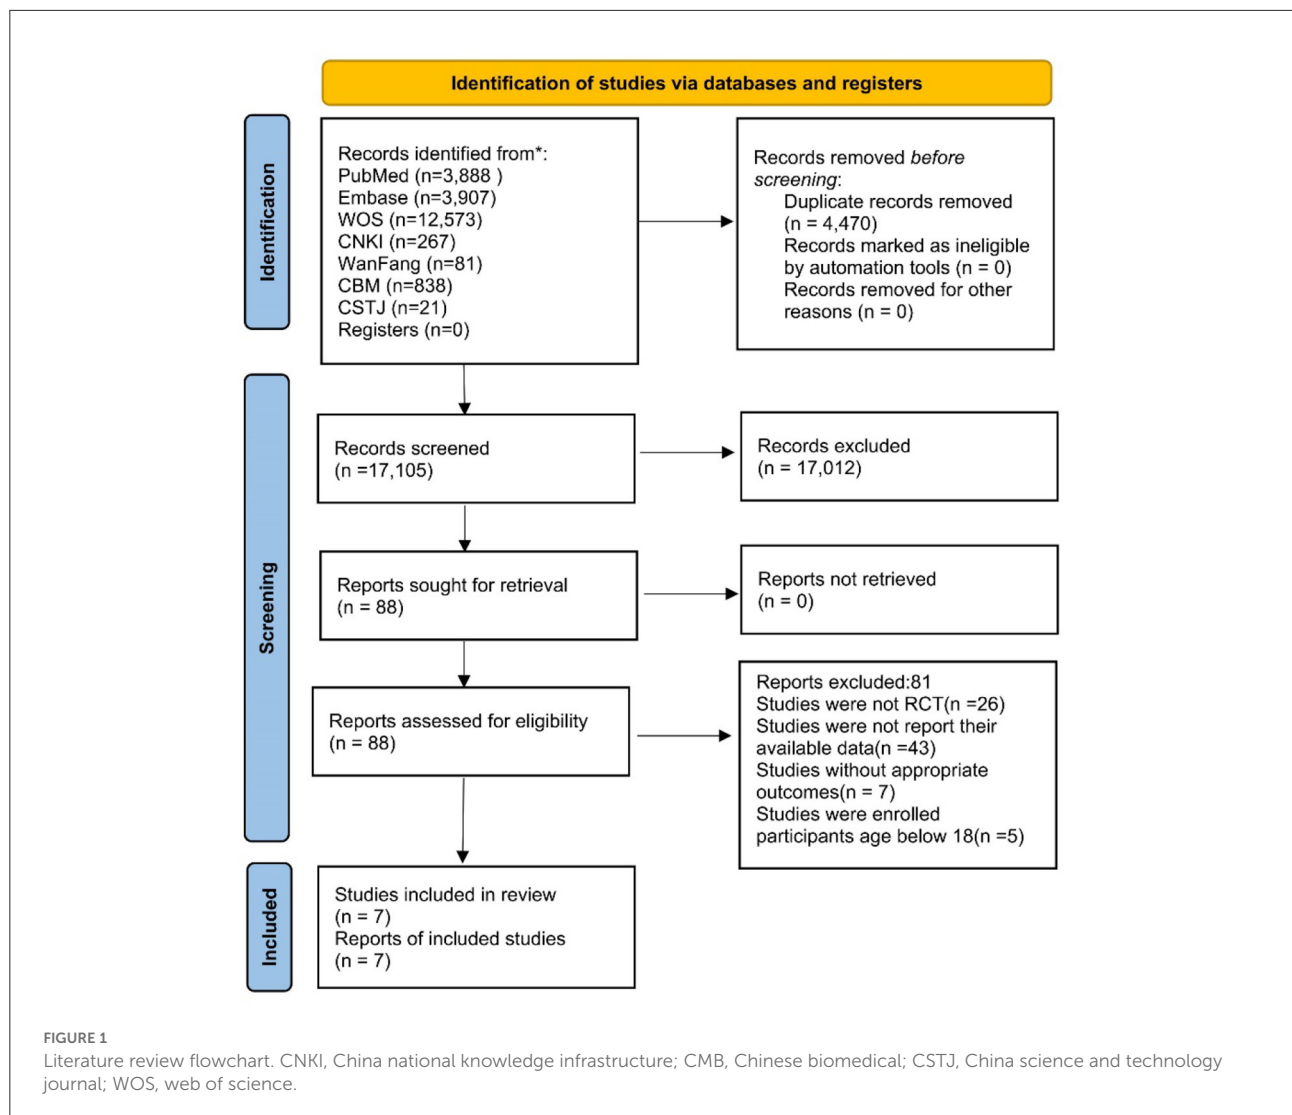 Identification of studies via databases and registers
Identification
Records identified from*:
PubMed (n=3,888 )
Embase (n=3,907)
WOS (n=12,573)
CNKI (n=267)
WanFang (n=81)
CBM (n=838)
CSTJ (n=21)
Registers (n=0)
Records removed before
screening:
Duplicate records removed
(n = 4,470)
Records marked as ineligible
by automation tools (n = 0)
Records removed for other
reasons (n = 0)
Screening
Records screened
(n =17,105)
Records excluded
(n = 17,012)
Reports sought for retrieval
(n = 88)
Reports not retrieved
(n = 0)
Reports assessed for eligibility
(n = 88)
Reports excluded:81
Studies were not RCT(n =26)
Studies were not report their
available data(n =43)
Studies without appropriate
outcomes(n = 7)
Studies were enrolled
participants age below 18(n =5)
Included
Studies included in review
(n = 7)
Reports of included studies
(n = 7)
FIGURE 1
Literature review flowchart. CNKI, China national knowledge infrastructure; CMB, Chinese biomedical; CSTJ, China science and technology
journal; WOS, web of science.